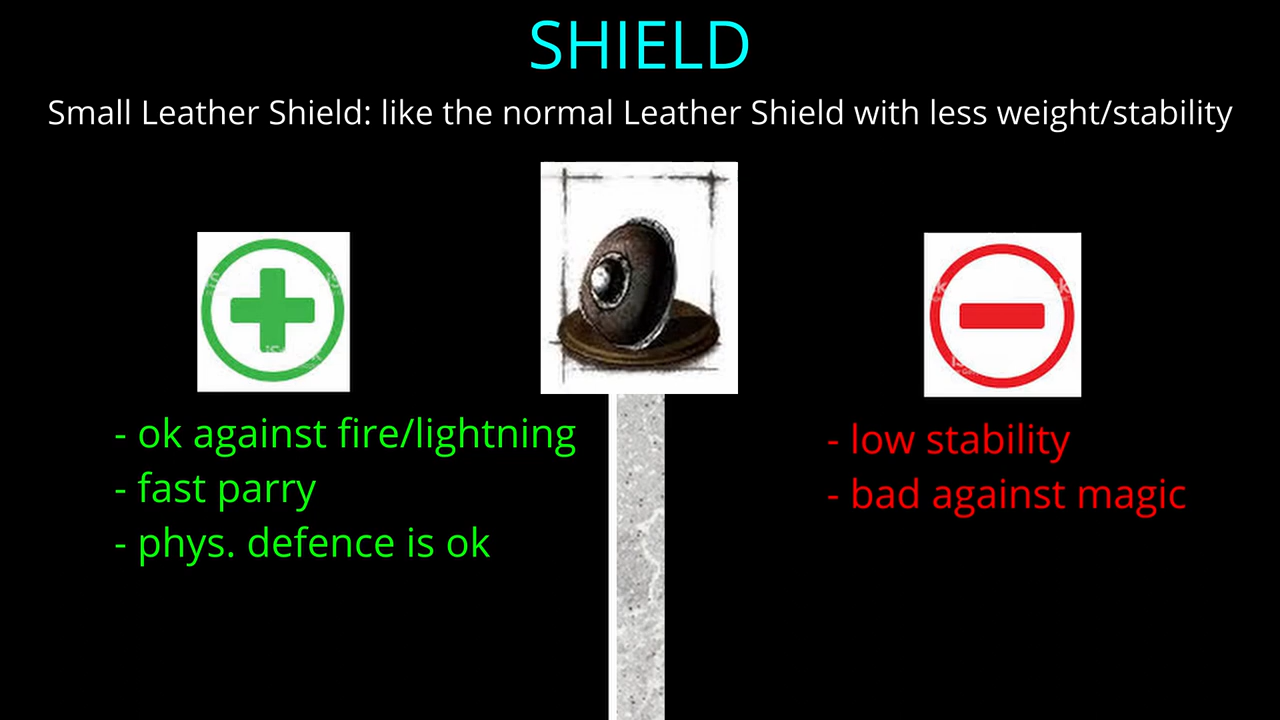 SHIELD
Small Leather Shield: like the normal Leather Shield with less weight/stability
- ok against fire/lightning
- fast parry
- phys. defence is ok
- low stability
- bad against magic